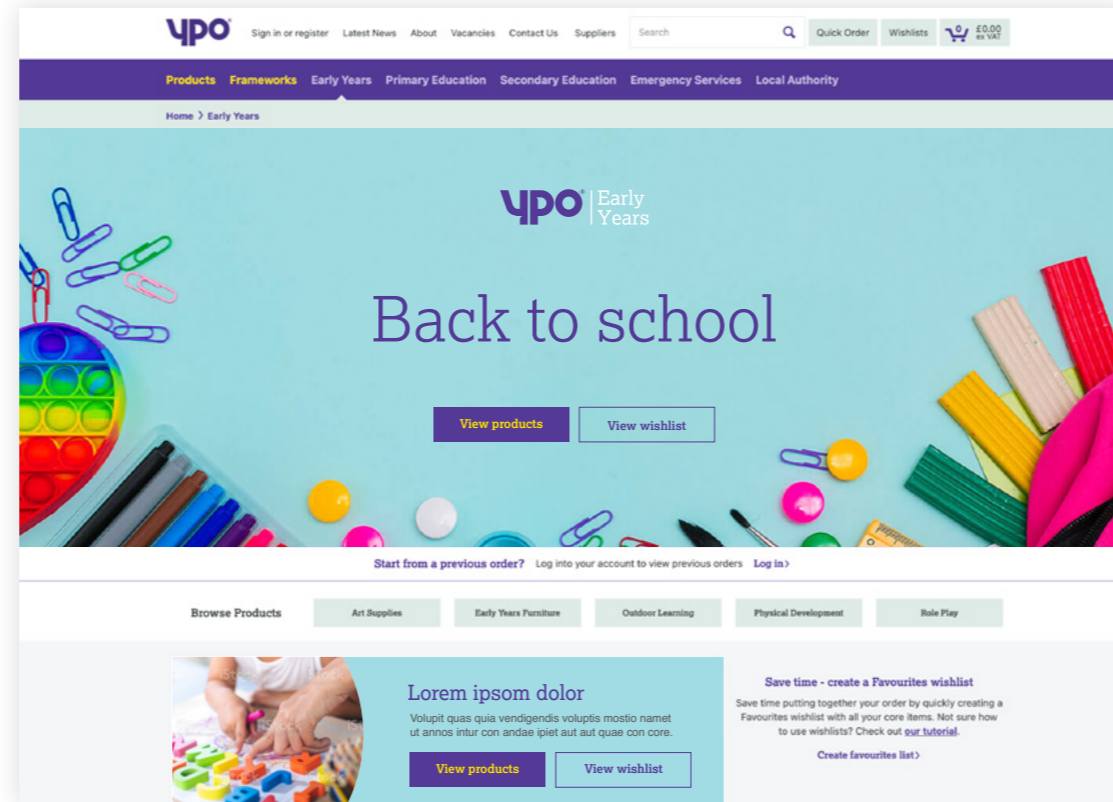 ypo
Sign in or register Latest News About Vacancies Contact Us Suppliers Search Quick Order Wishlists 0 £0.00 ex VAT
Products Frameworks Early Years Primary Education Secondary Education Emergency Services Local Authority
Home > Early Years
ypo Early
Years
Back to school
View products View wishlist
Start from a previous order? Log into your account to view previous orders Log in>
Browse Products Art Supplies Early Years Furniture Outdoor Learning Physical Development Role Play
Lorem ipsom dolor
Volupit quas quia vendigendis voluptis mostio namet
ut annos intur con andae ipiet aut aut quae con core.
View products View wishlist
Save time - create a Favourites wishlist
Save time putting together your order by quickly creating a
Favourites wishlist with all your core items. Not sure how
to use wishlists? Check out our tutorial.
Create favourites list>